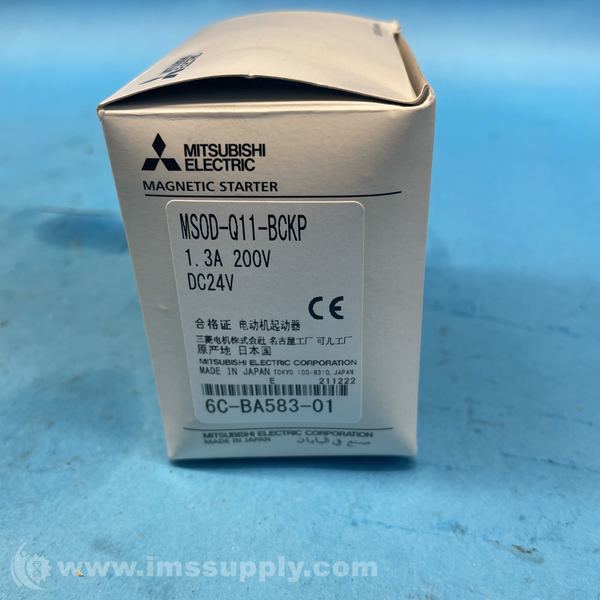 MITSUBISHI
ELECTRIC
MAGNETIC STARTER
MSOD-Q11-BCKP
1.3A 200V
DC24V
CE
合格证 电动机起动器
三菱电机株式会社 名古屋工厂 可儿工厂
原产地 日本国
MITSUBISHI ELECTRIC CORPORATION
MADE IN JAPAN TOKYO 100-8310, JAPAN
E 211222
6C-BA583-01
MITSUBISHI ELECTRIC CORPORATION
MADE IN JAPAN صنع في اليابان
www.imssupply.com